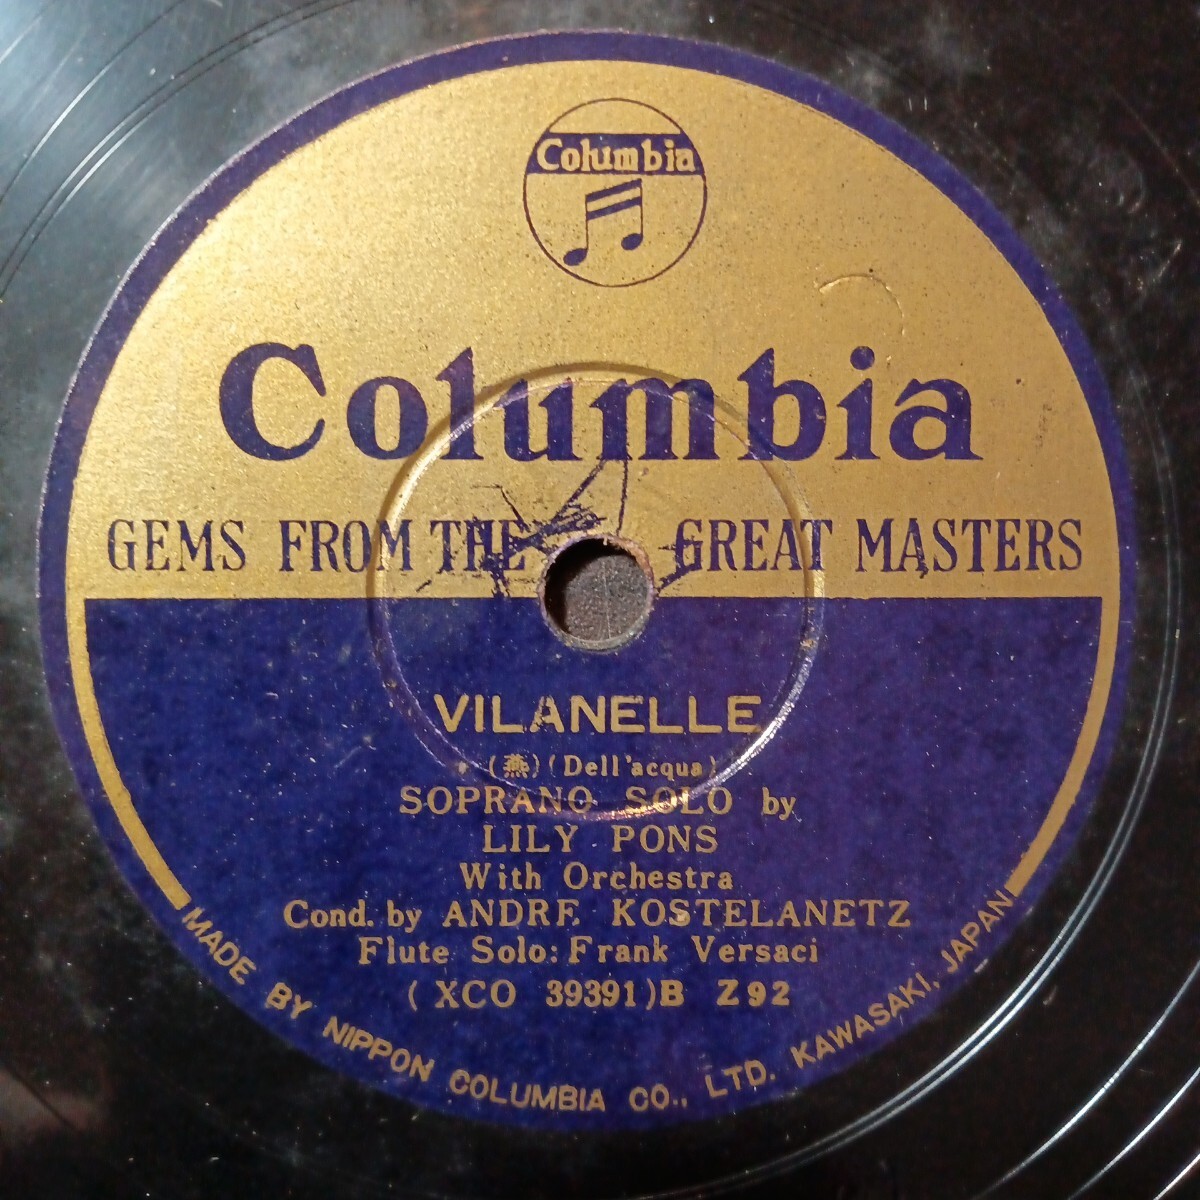 Columbia
Columbia
GEMS FROM THE GREAT MASTERS
VILANELLE
(燕) (Dell'acqua)
SOPRANO SOLO by
LILY PONS
With Orchestra
Cond. by ANDRE KOSTELANETZ
Flute Solo: Frank Versaci
(XCO 39391)B Z92
MADE BY NIPPON COLUMBIA CO., LTD. KAWASAKI, JAPAN